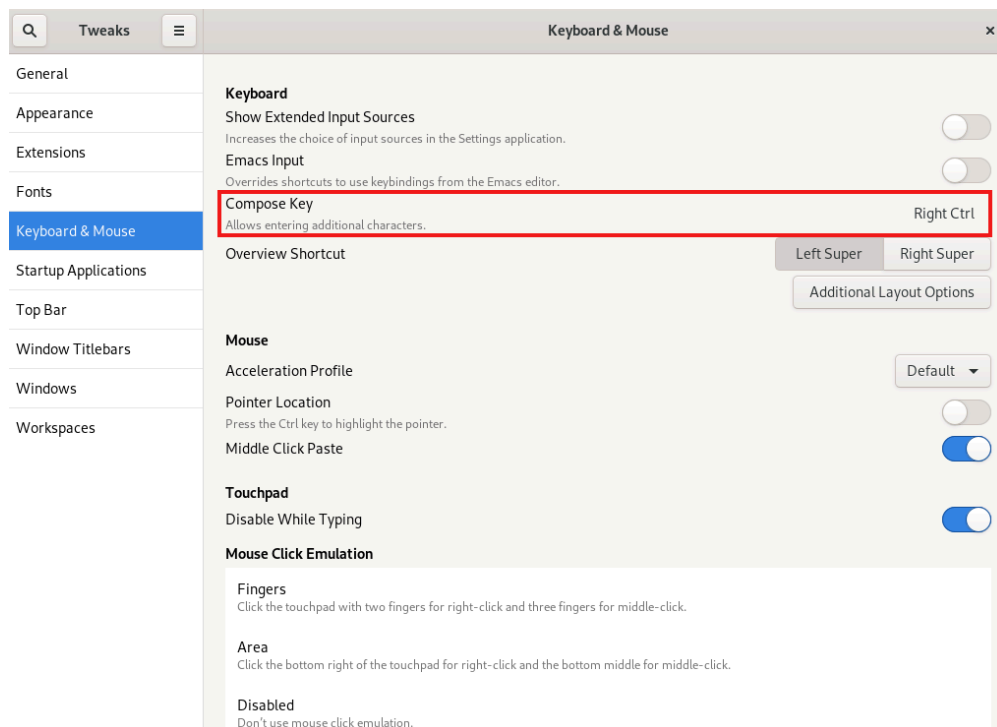 Tweaks
Keyboard & Mouse
General
Appearance
Extensions
Fonts
Keyboard & Mouse
Startup Applications
Top Bar
Window Titlebars
Windows
Workspaces
Keyboard
Show Extended Input Sources
Increases the choice of input sources in the Settings application.
Emacs Input
Overrides shortcuts to use keybindings from the Emacs editor.
Compose Key
Allows entering additional characters.
Right Ctrl
Overview Shortcut
Left Super
Right Super
Additional Layout Options
Mouse
Acceleration Profile
Default
Pointer Location
Press the Ctrl key to highlight the pointer.
Middle Click Paste
Touchpad
Disable While Typing
Mouse Click Emulation
Fingers
Click the touchpad with two fingers for right-click and three fingers for middle-click.
Area
Click the bottom right of the touchpad for right-click and the bottom middle for middle-click.
Disabled
Don't use mouse click emulation.